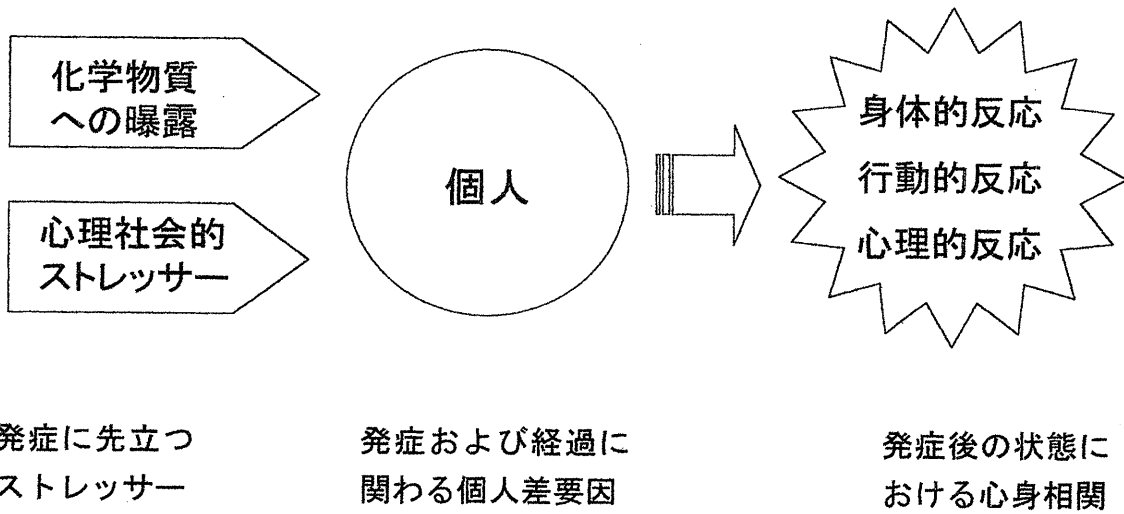 化学物質
への曝露
心理社会的
ストレッサー
個人
身体的反応
行動的反応
心理的反応
発症に先立つ
ストレッサー
発症および経過に
関わる個人差要因
発症後の状態に
おける心身相関